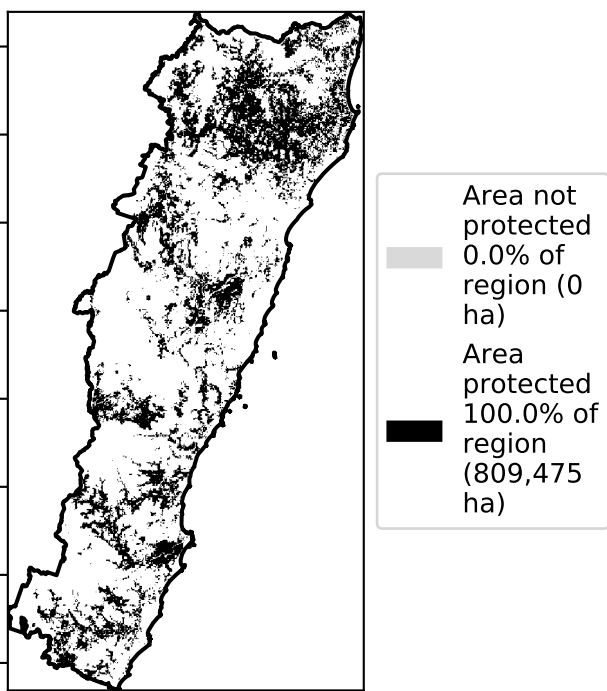 Area not
protected
0.0% of
region (0
ha)
Area
protected
100.0% of
region
(809,475
ha)